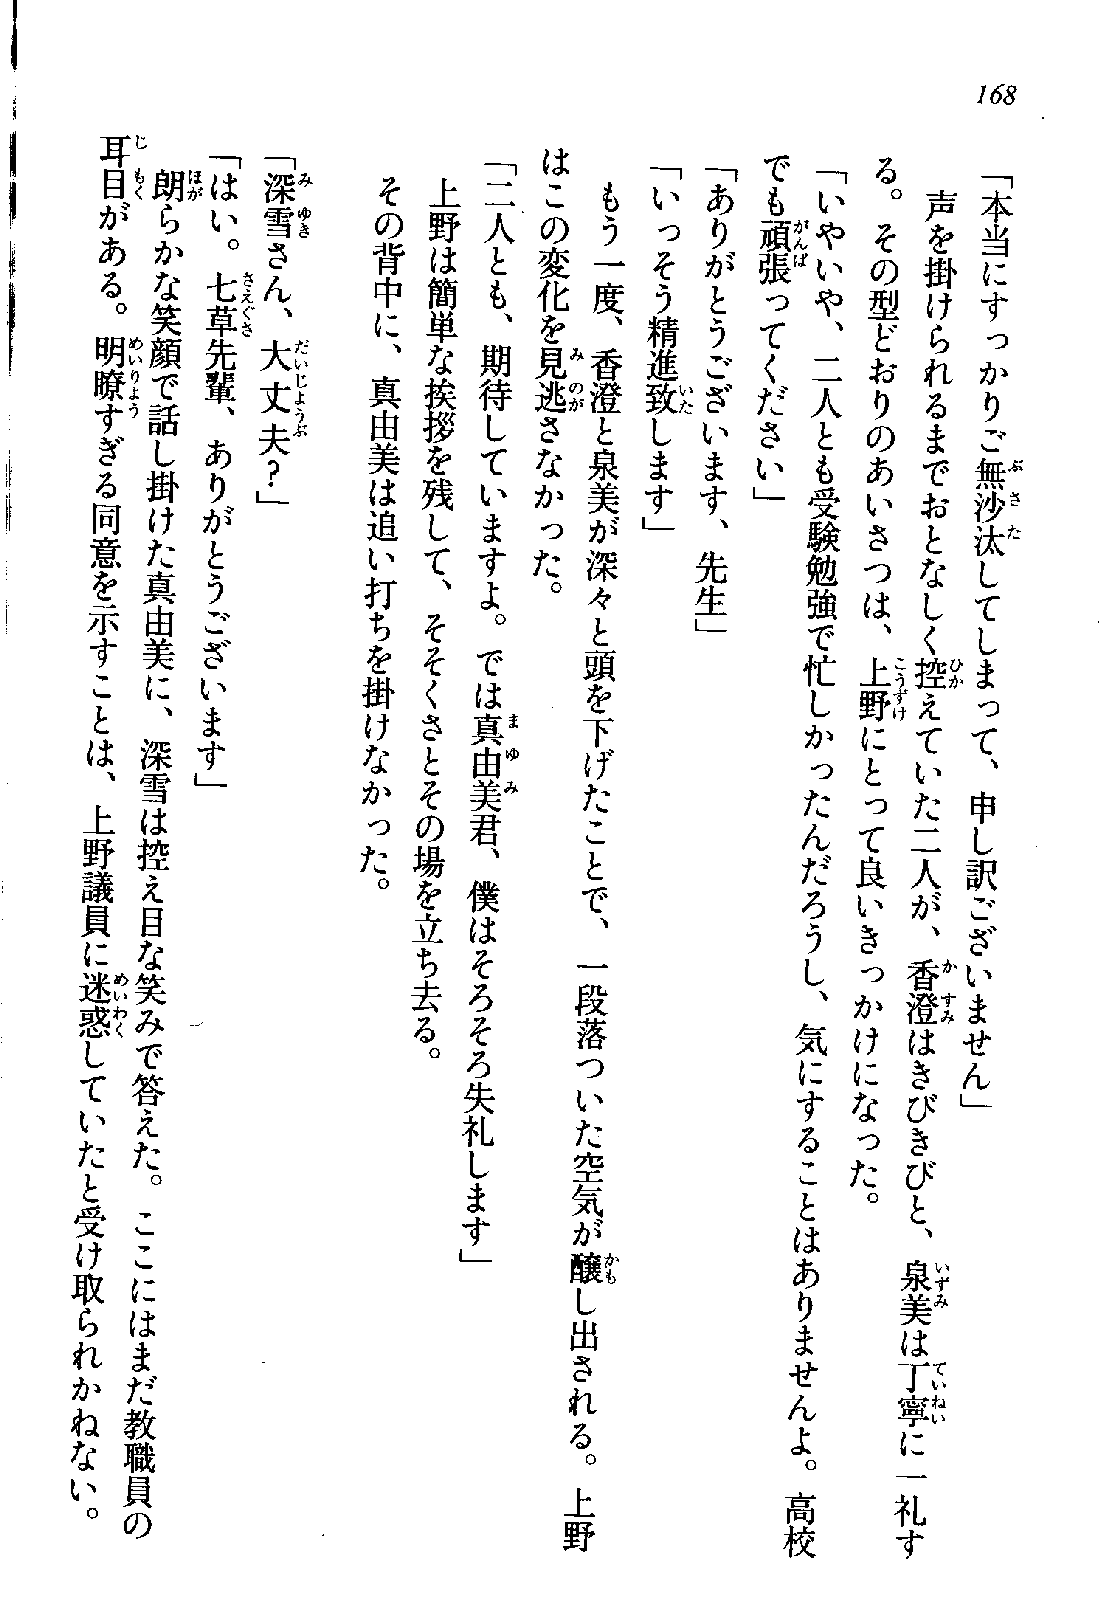 168
「本当にすっかりご無沙汰してしまって、申し訳ございません」
声を掛けられるまでおとなしく控えていた二人が、香澄はきびきびと、泉美は丁寧に一礼す
る。その型どおりのあいさつは、上野にとって良いきっかけになった。
「いやいや、二人とも受験勉強で忙しかったんだろうし、気にすることはありませんよ。高校
でも頑張ってください」
「ありがとうございます、先生」
「いっそう精進致します」
もう一度、香澄と泉美が深々と頭を下げたことで、一段落ついた空気が醸し出される。上野
はこの変化を見逃さなかった。
「二人とも、期待していますよ。では真由美君、僕はそろそろ失礼します」
上野は簡単な挨拶を残して、そそくさとその場を立ち去る。
その背中に、真由美は追い打ちを掛けなかった。
「深雪さん、大丈夫?」
「はい。七草先輩、ありがとうございます」
朗らかな笑顔で話し掛けた真由美に、深雪は控え目な笑みで答えた。ここにはまだ教職員の
耳目がある。明瞭すぎる同意を示すことは、上野議員に迷惑していたと受け取られかねない。